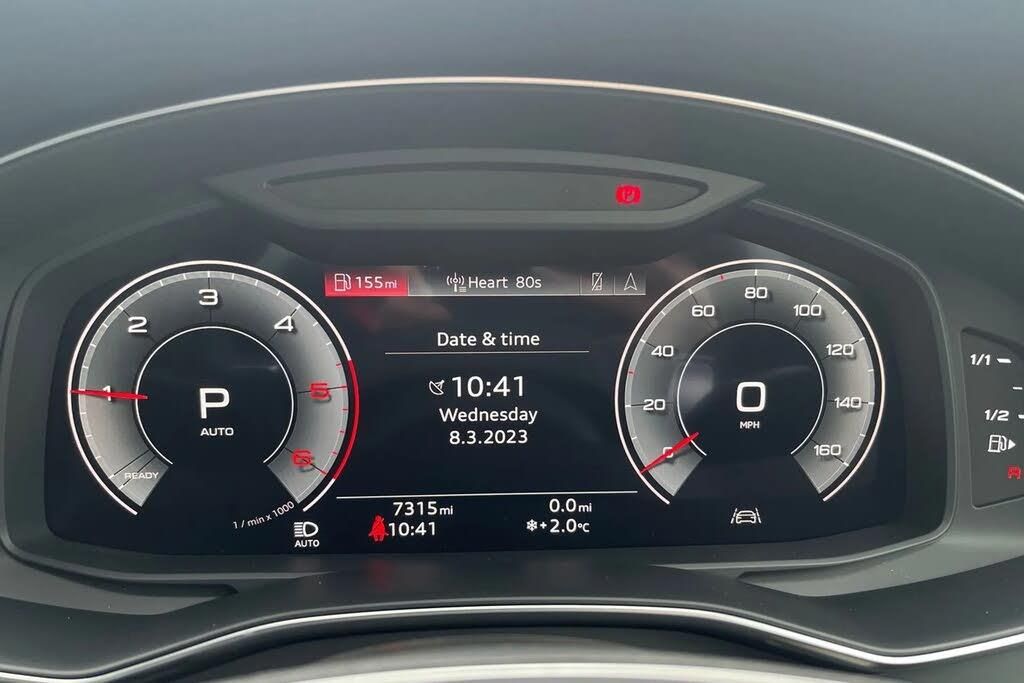 155mi
Heart 80s
Date & time
10:41
Wednesday
8.3.2023
7315mi
10:41
0.0mi
+2.0°C
1
2
3
4
5
6
READY
P
AUTO
1 / min x 1000
AUTO
0
20
40
60
80
100
120
140
160
0
MPH
1/1
1/2
R
P